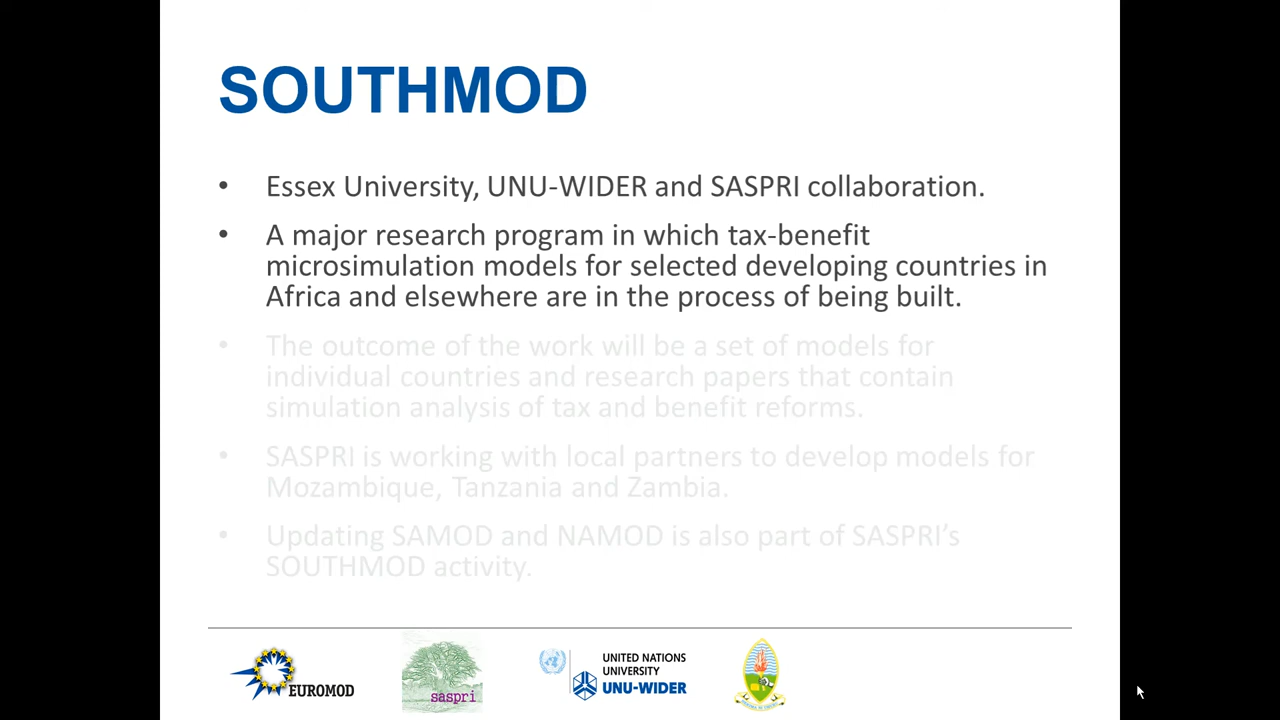 SOUTHMOD
• Essex University, UNU-WIDER and SASPRI collaboration.
• A major research program in which tax-benefit
microsimulation models for selected developing countries in
Africa and elsewhere are in the process of being built.
• The outcome of the work will be a set of models for
individual countries and research papers that contain
simulation analysis of tax and benefit reforms.
• SASPRI is working with local partners to develop models for
Mozambique, Tanzania and Zambia.
• Updating SAMOD and NAMOD is also part of SASPRI’s
SOUTHMOD activity.
EUROMOD
saspri
UNITED NATIONS
UNIVERSITY
UNU-WIDER